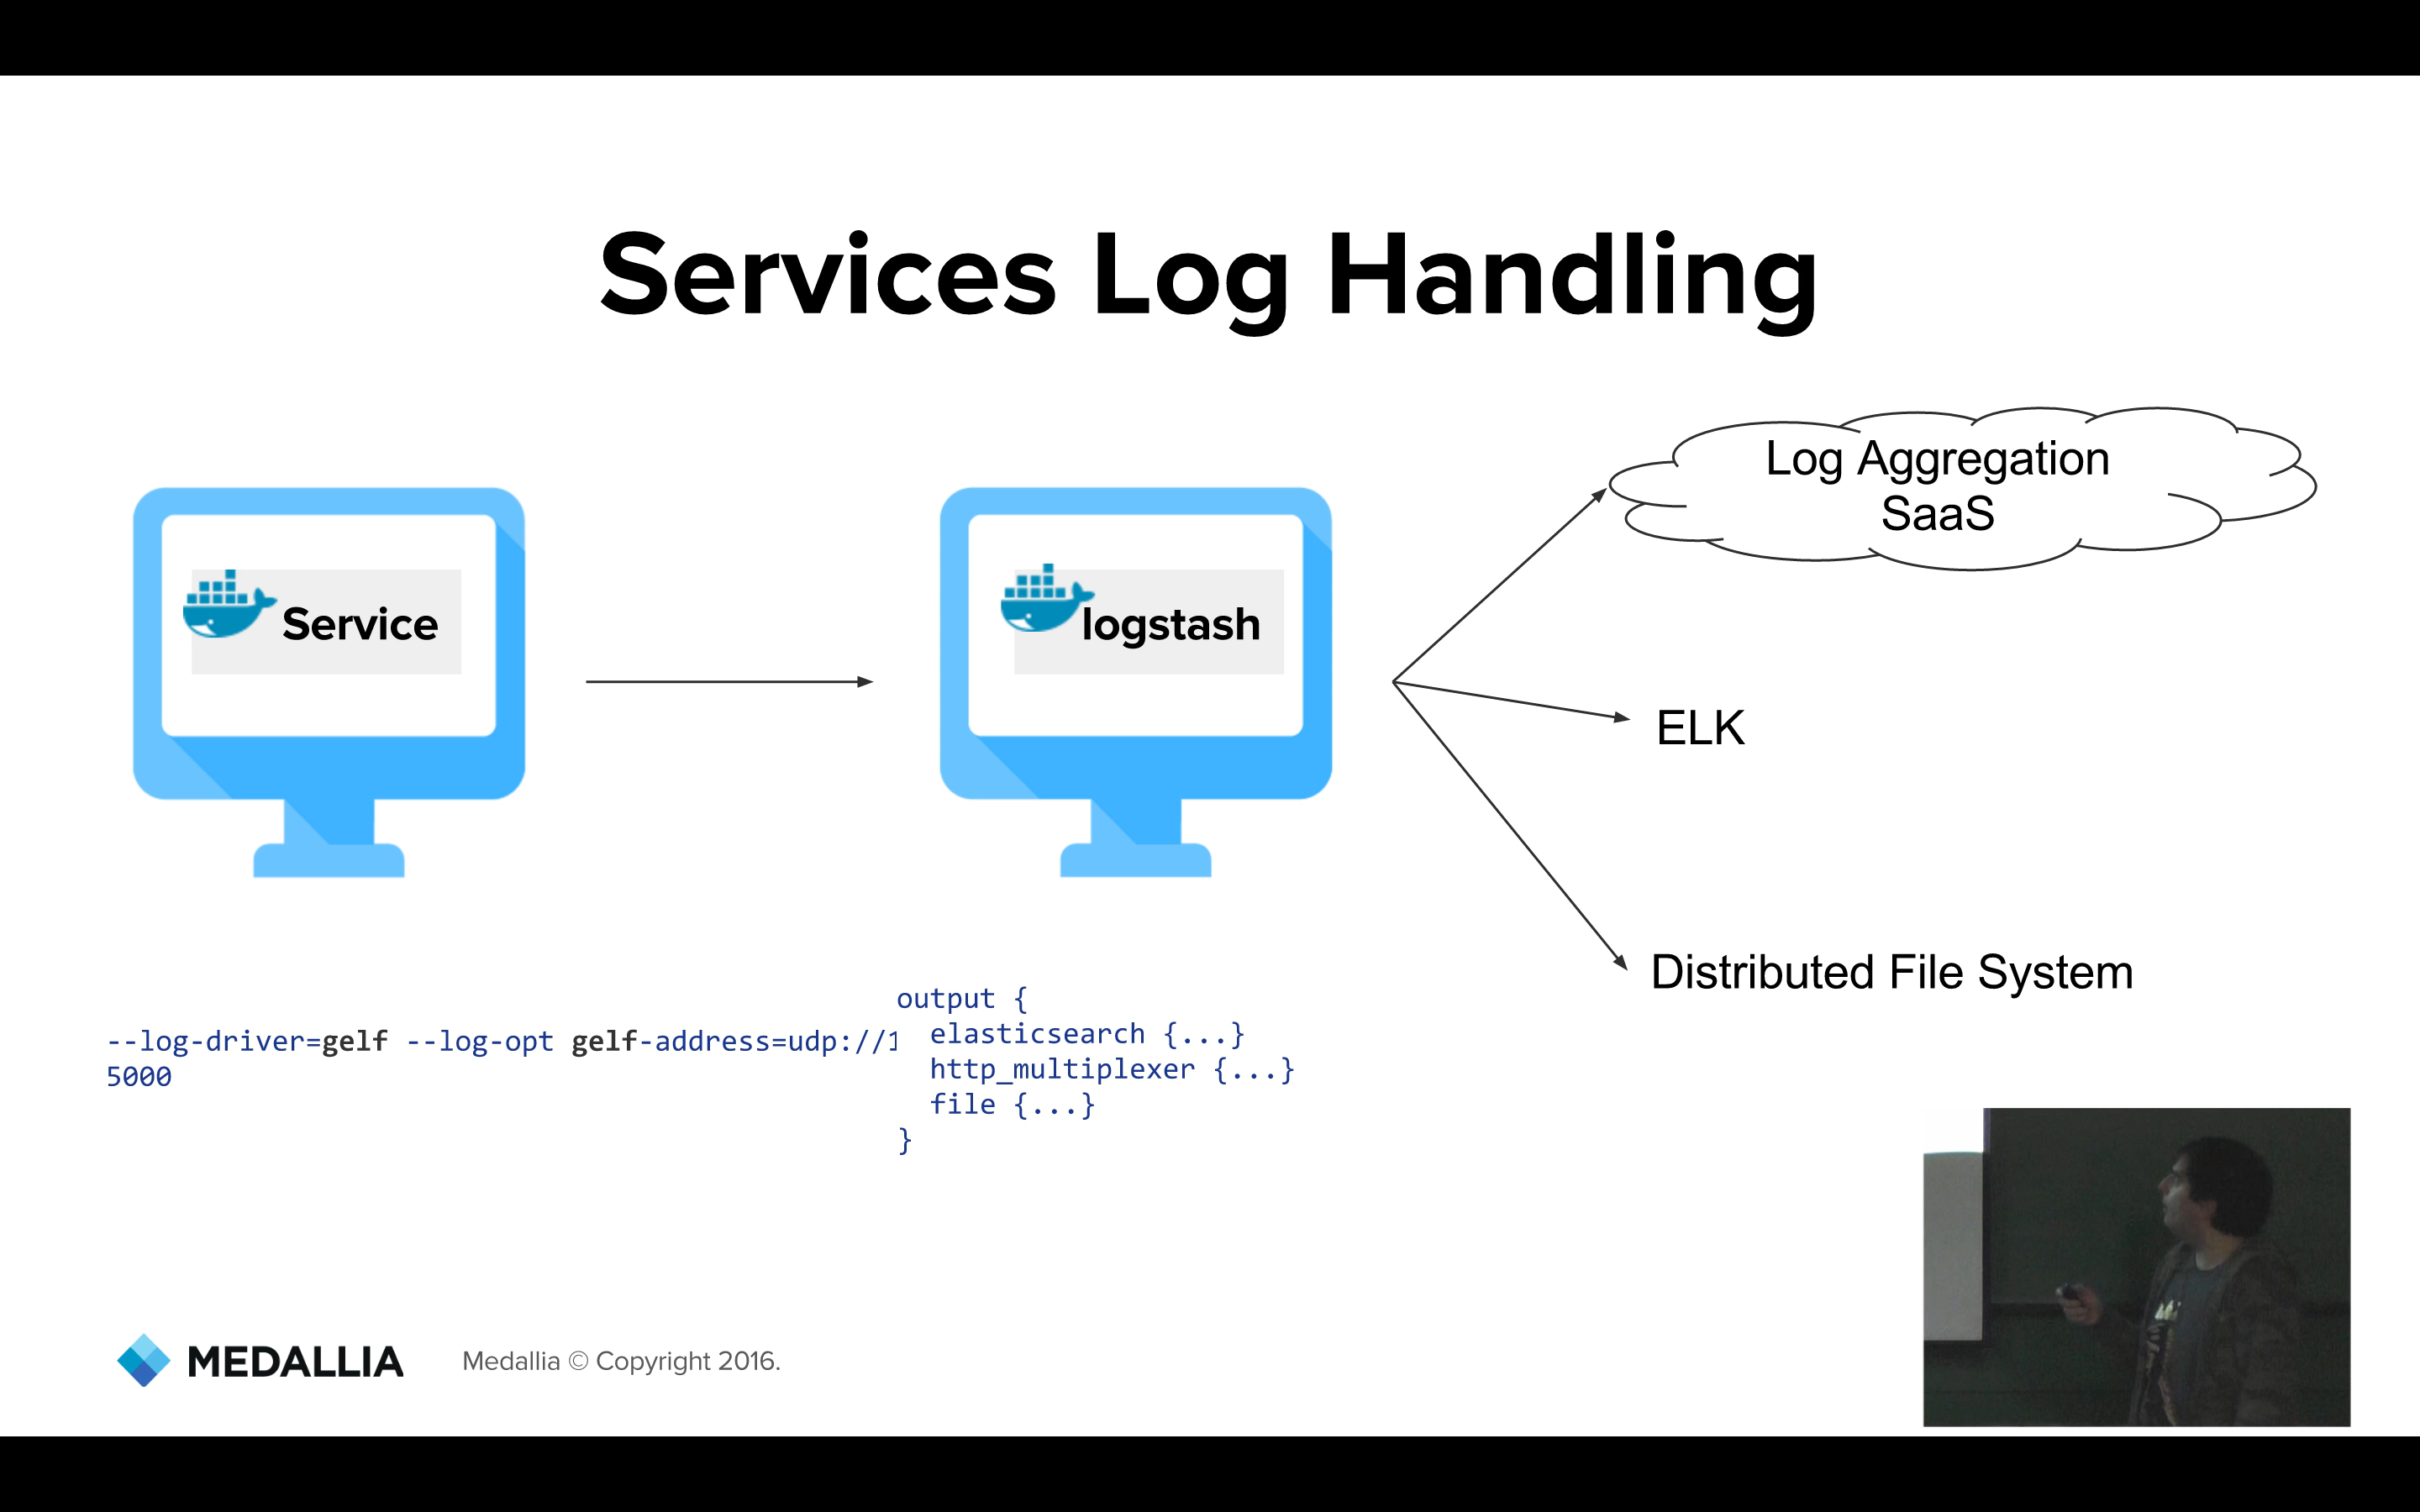 Services Log Handling
Log Aggregation
SaaS
Service
logstash
ELK
Distributed File System
--log-driver=gelf --log-opt gelf-address=udp://1
5000
output {
  elasticsearch {...}
  http_multiplexer {...}
  file {...}
}
MEDALLIA
Medallia © Copyright 2016.